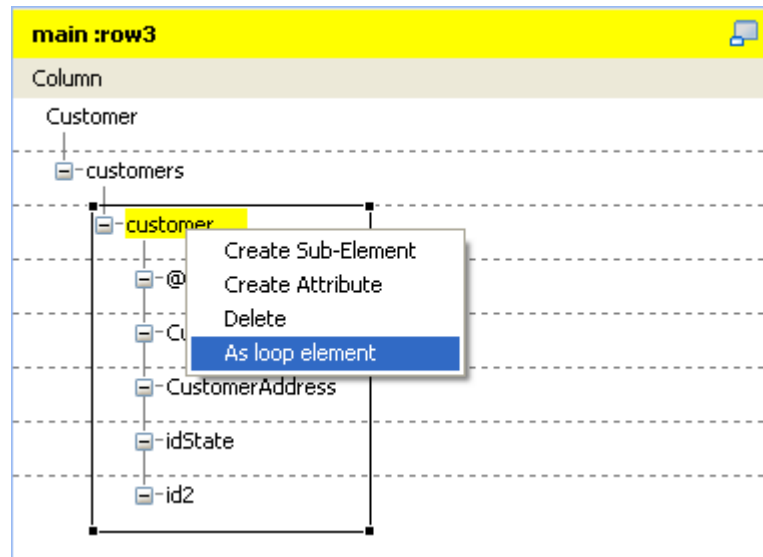 main :row3
Column
Customer
customers
customer
Create Sub-Element
@
Create Attribute
Delete
As loop element
CustomerAddress
idState
id2